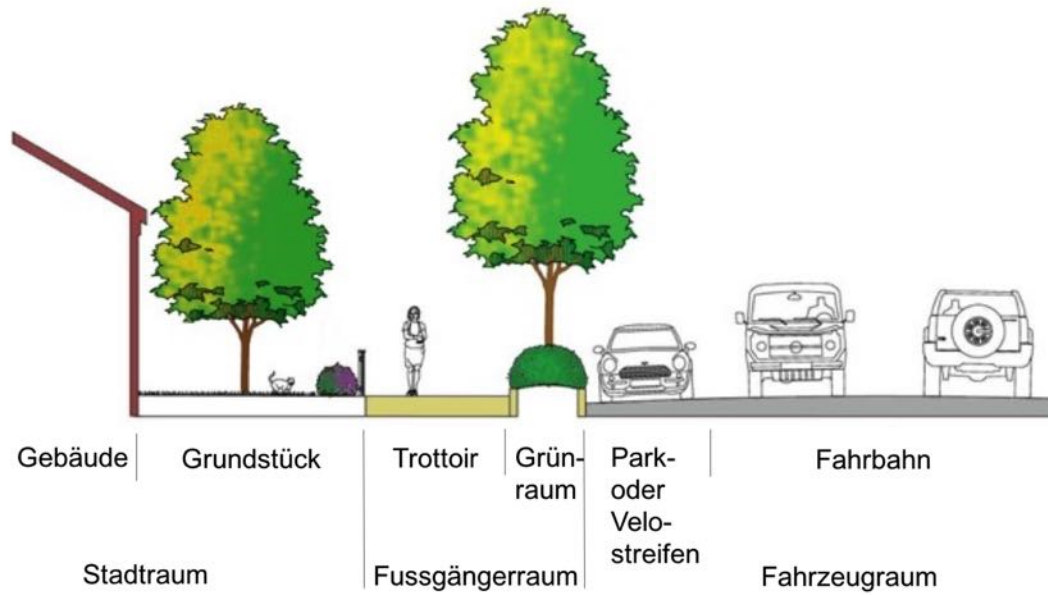 Gebäude
Grundstück
Trottoir
Grün-
raum
Park-
oder
Velo-
streifen
Fahrbahn
Stadtraum
Fussgängerraum
Fahrzeugraum